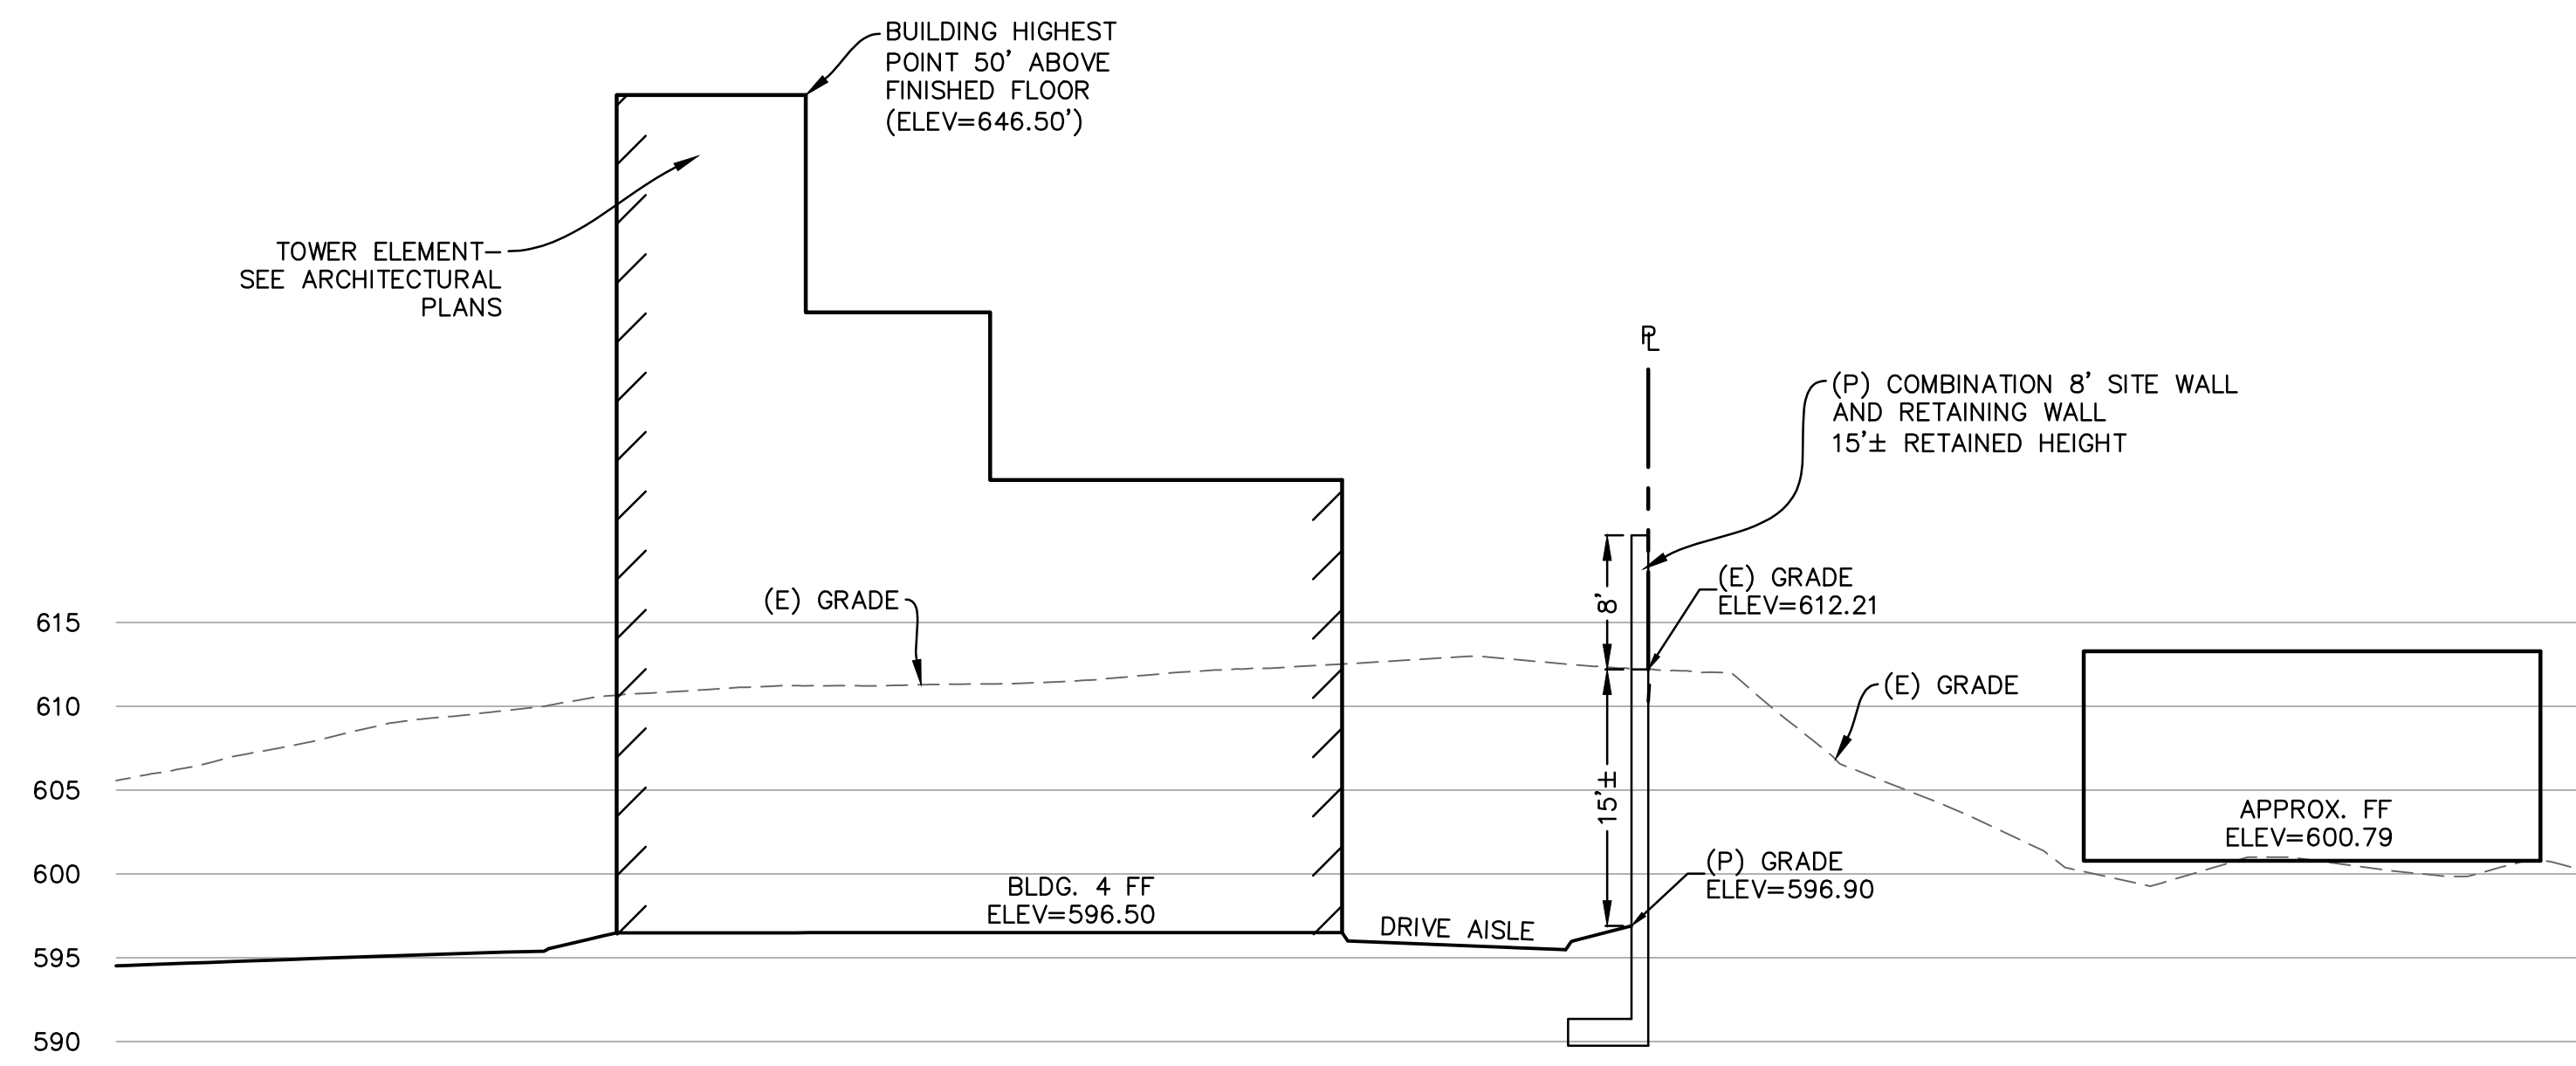 BUILDING HIGHEST
POINT 50' ABOVE
FINISHED FLOOR
(ELEV=646.50')
TOWER ELEMENT—
SEE ARCHITECTURAL
PLANS
PL
(P) COMBINATION 8' SITE WALL
AND RETAINING WALL
15'± RETAINED HEIGHT
(E) GRADE
ELEV=612.21
(E) GRADE
8'
615
(E) GRADE
610
15'±
605
APPROX. FF
ELEV=600.79
600
(P) GRADE
ELEV=596.90
BLDG. 4 FF
ELEV=596.50
DRIVE AISLE
595
590